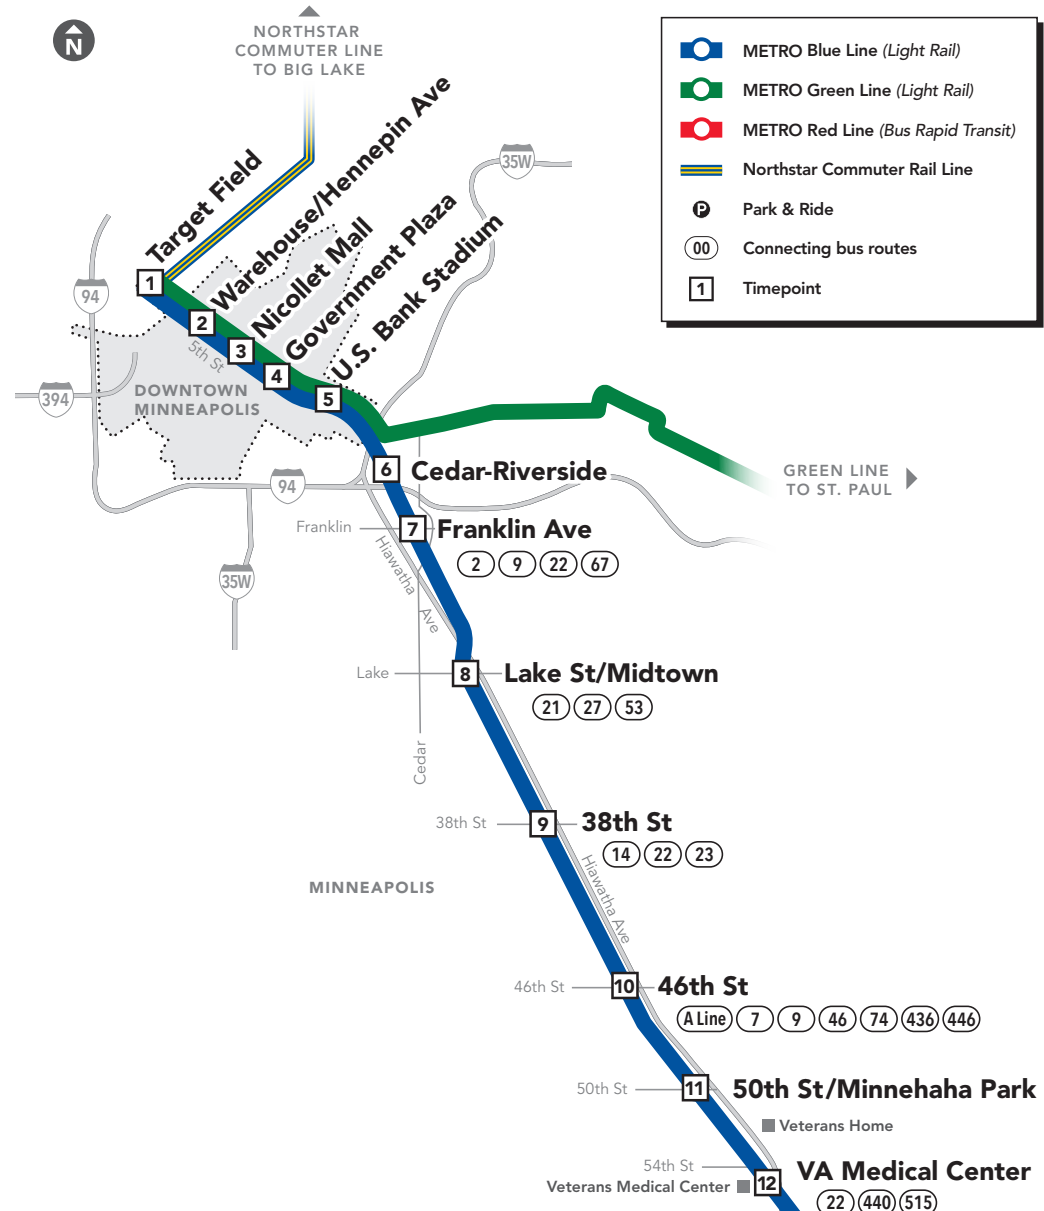 N
NORTHSTAR
COMMUTER LINE
TO BIG LAKE
METRO Blue Line (Light Rail)
METRO Green Line (Light Rail)
METRO Red Line (Bus Rapid Transit)
Northstar Commuter Rail Line
P Park & Ride
00 Connecting bus routes
1 Timepoint
35W
94
394
1 Target Field
2 Warehouse/Hennepin Ave
3 Nicollet Mall
4 Government Plaza
5 U.S. Bank Stadium
5th St
DOWNTOWN
MINNEAPOLIS
GREEN LINE
TO ST. PAUL
6 Cedar-Riverside
94
35W
Franklin 7 Franklin Ave
2 9 22 67
Hiawatha Ave
Lake 8 Lake St/Midtown
21 27 53
Cedar
38th St 9 38th St
14 22 23
MINNEAPOLIS
Hiawatha Ave
46th St 10 46th St
A Line 7 9 46 74 436 446
50th St 11 50th St/Minnehaha Park
Veterans Home
54th St
Veterans Medical Center 12 VA Medical Center
22 440 515